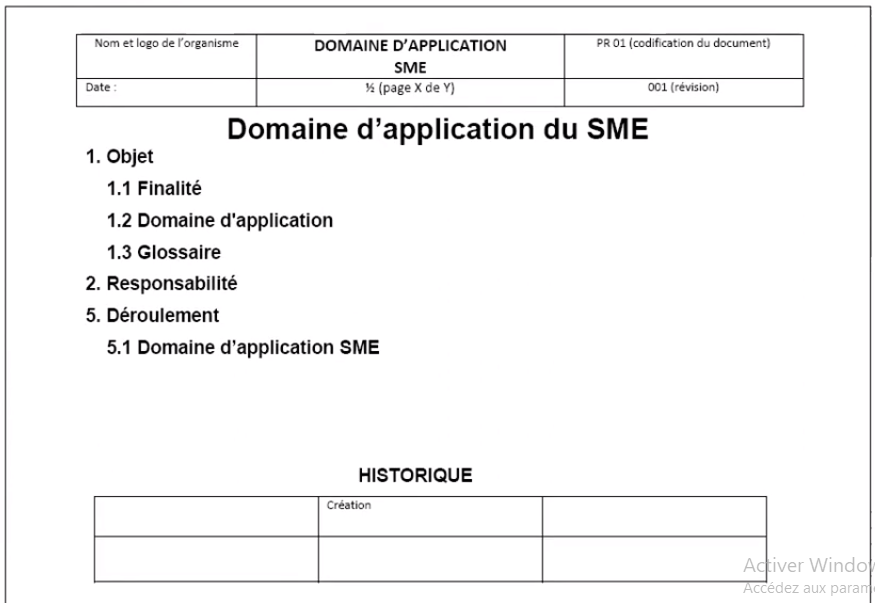 Nom et logo de l'organisme
DOMAINE D'APPLICATION
SME
PR 01 (codification du document)
Date :
½ (page X de Y)
001 (révision)
Domaine d'application du SME
1. Objet
1.1 Finalité
1.2 Domaine d'application
1.3 Glossaire
2. Responsabilité
5. Déroulement
5.1 Domaine d'application SME
HISTORIQUE
Création
Activer Window
Accédez aux param